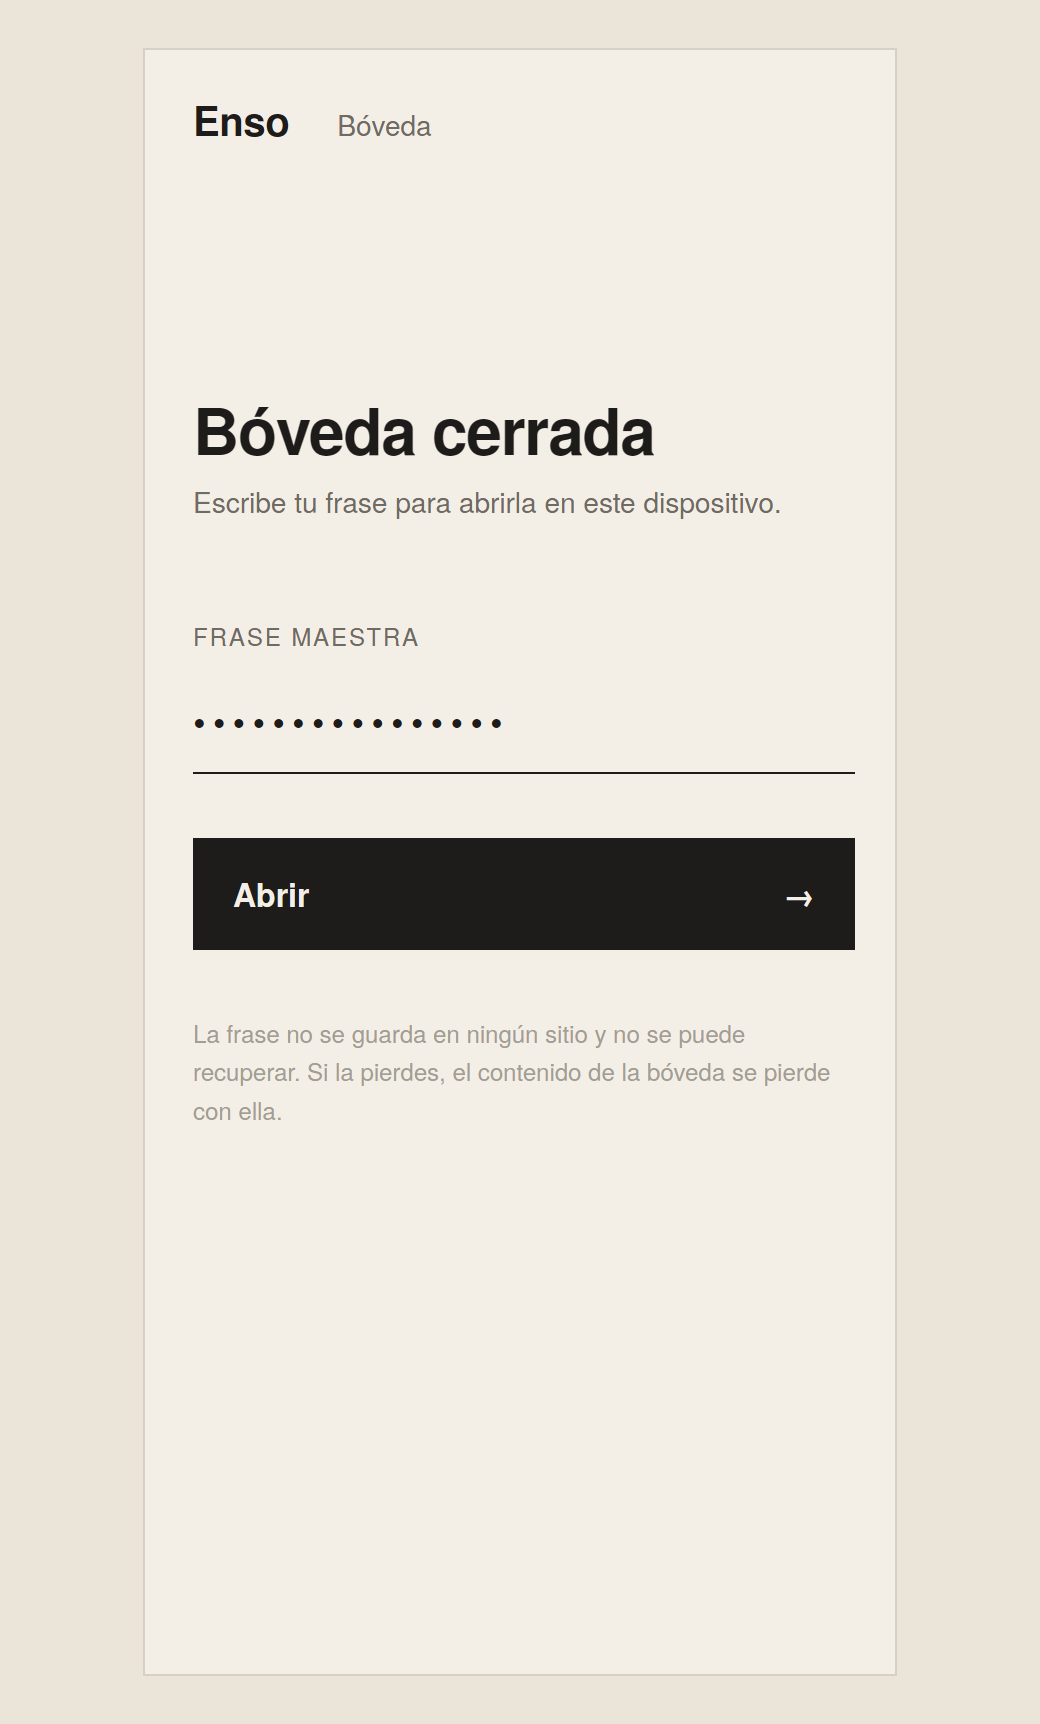 Enso Bóveda
Bóveda cerrada
Escribe tu frase para abrirla en este dispositivo.
FRASE MAESTRA
••••••••••••••••
Abrir →
La frase no se guarda en ningún sitio y no se puede
recuperar. Si la pierdes, el contenido de la bóveda se pierde
con ella.